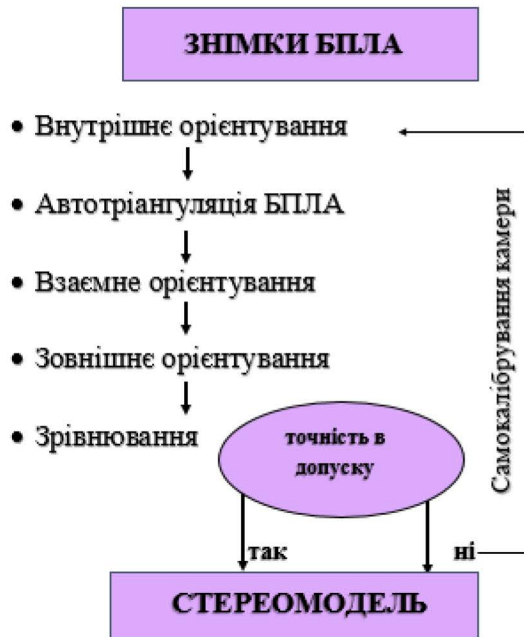 ЗНІМКИ БПЛА
• Внутрішнє орієнтування
• Автотріангуляція БПЛА
• Взаємне орієнтування
• Зовнішнє орієнтування
• Зрівнювання
точність в
допуску
Самокалібрування камери
так
ні
СТЕРЕОМОДЕЛЬ